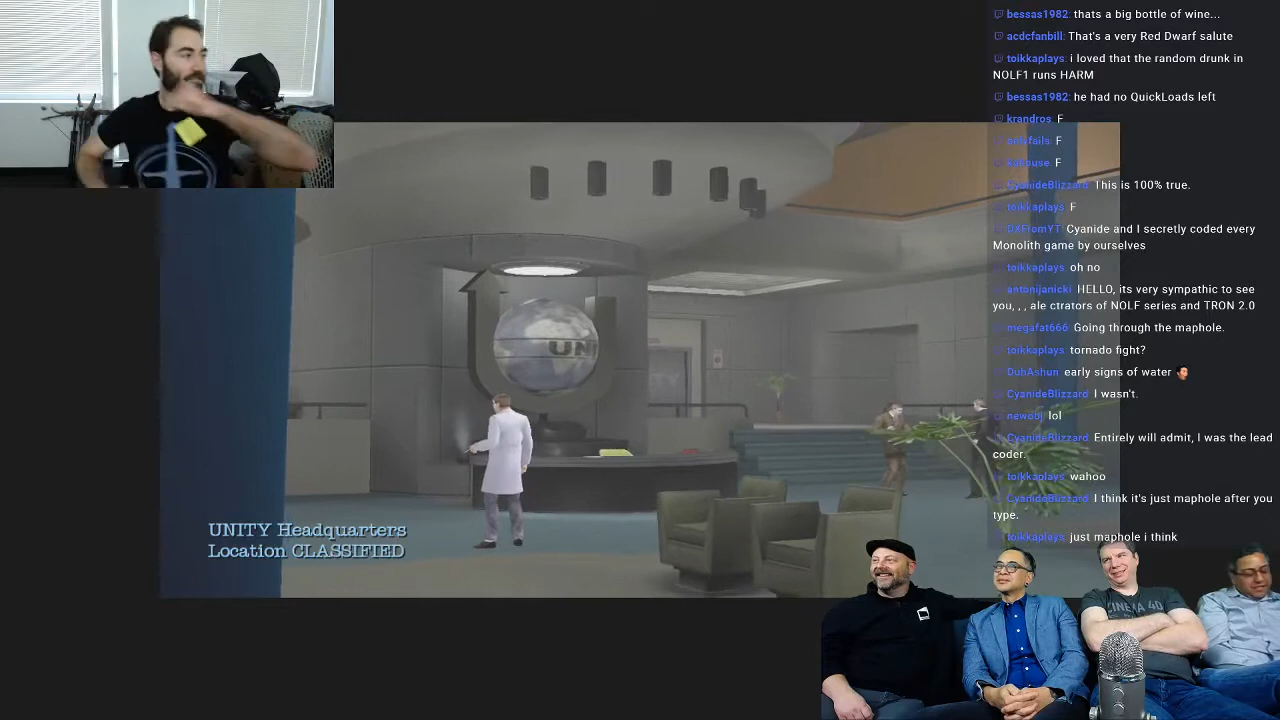 bessas1982: thats a big bottle of wine...
acdcfanbill: That's a very Red Dwarf salute
toikkaplays: i loved that the random drunk in
NOLF1 runs HARM
bessas1982: he had no QuickLoads left
krandros: F
F
F
CyanideBlizzard: This is 100% true.
toikkaplays: F
Cyanide and I secretly coded every
Monolith game by ourselves
toikkaplays: oh no
antonijanicki: HELLO, its very sympathic to see
you, , , ale ctrators of NOLF series and TRON 2.0
megafat666: Going through the maphole.
toikkaplays: tornado fight?
DuhAshun: early signs of water
CyanideBlizzard: I wasn't.
newobj: lol
CyanideBlizzard: Entirely will admit, I was the lead
coder.
toikkaplays: wahoo
CyanideBlizzard: I think it's just maphole after you
type.
toikkaplays: just maphole i think
UN
UNITY Headquarters
Location CLASSIFIED
CINEMA 4D